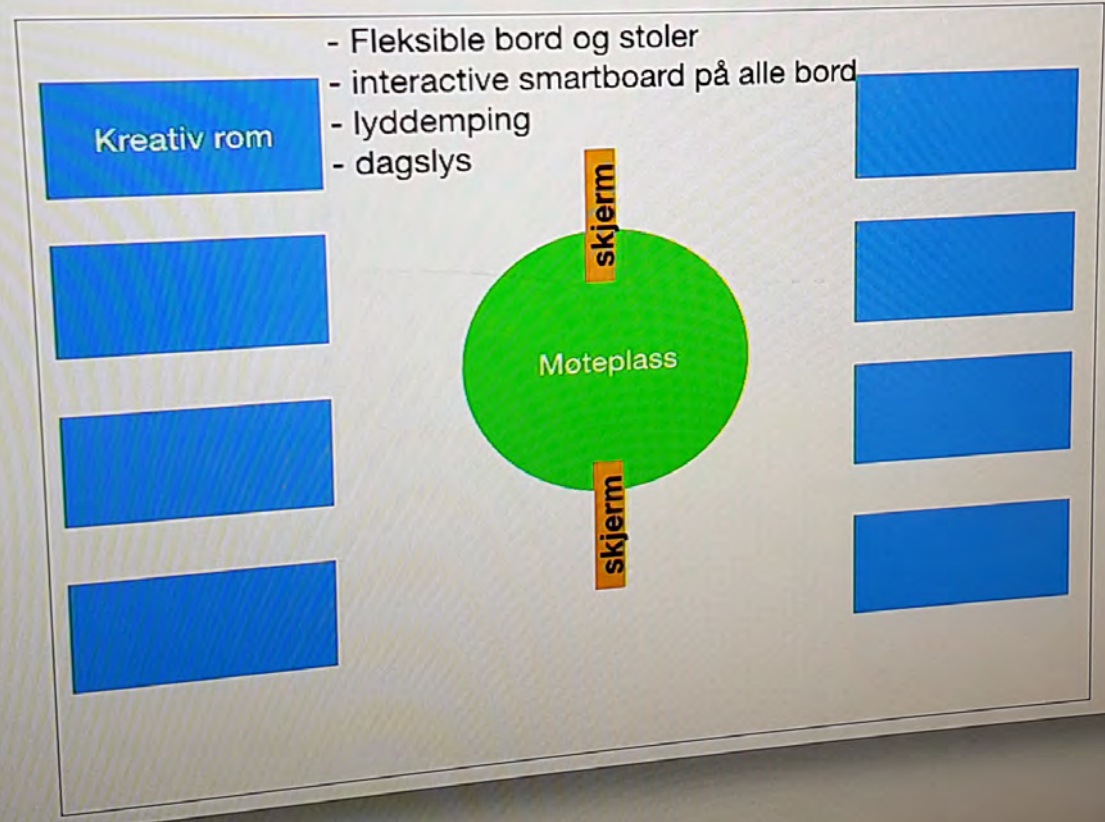 - Fleksible bord og stoler
- interactive smartboard på alle bord
- lyddemping
- dagslys
Kreativ rom
skjerm
Møteplass
skjerm